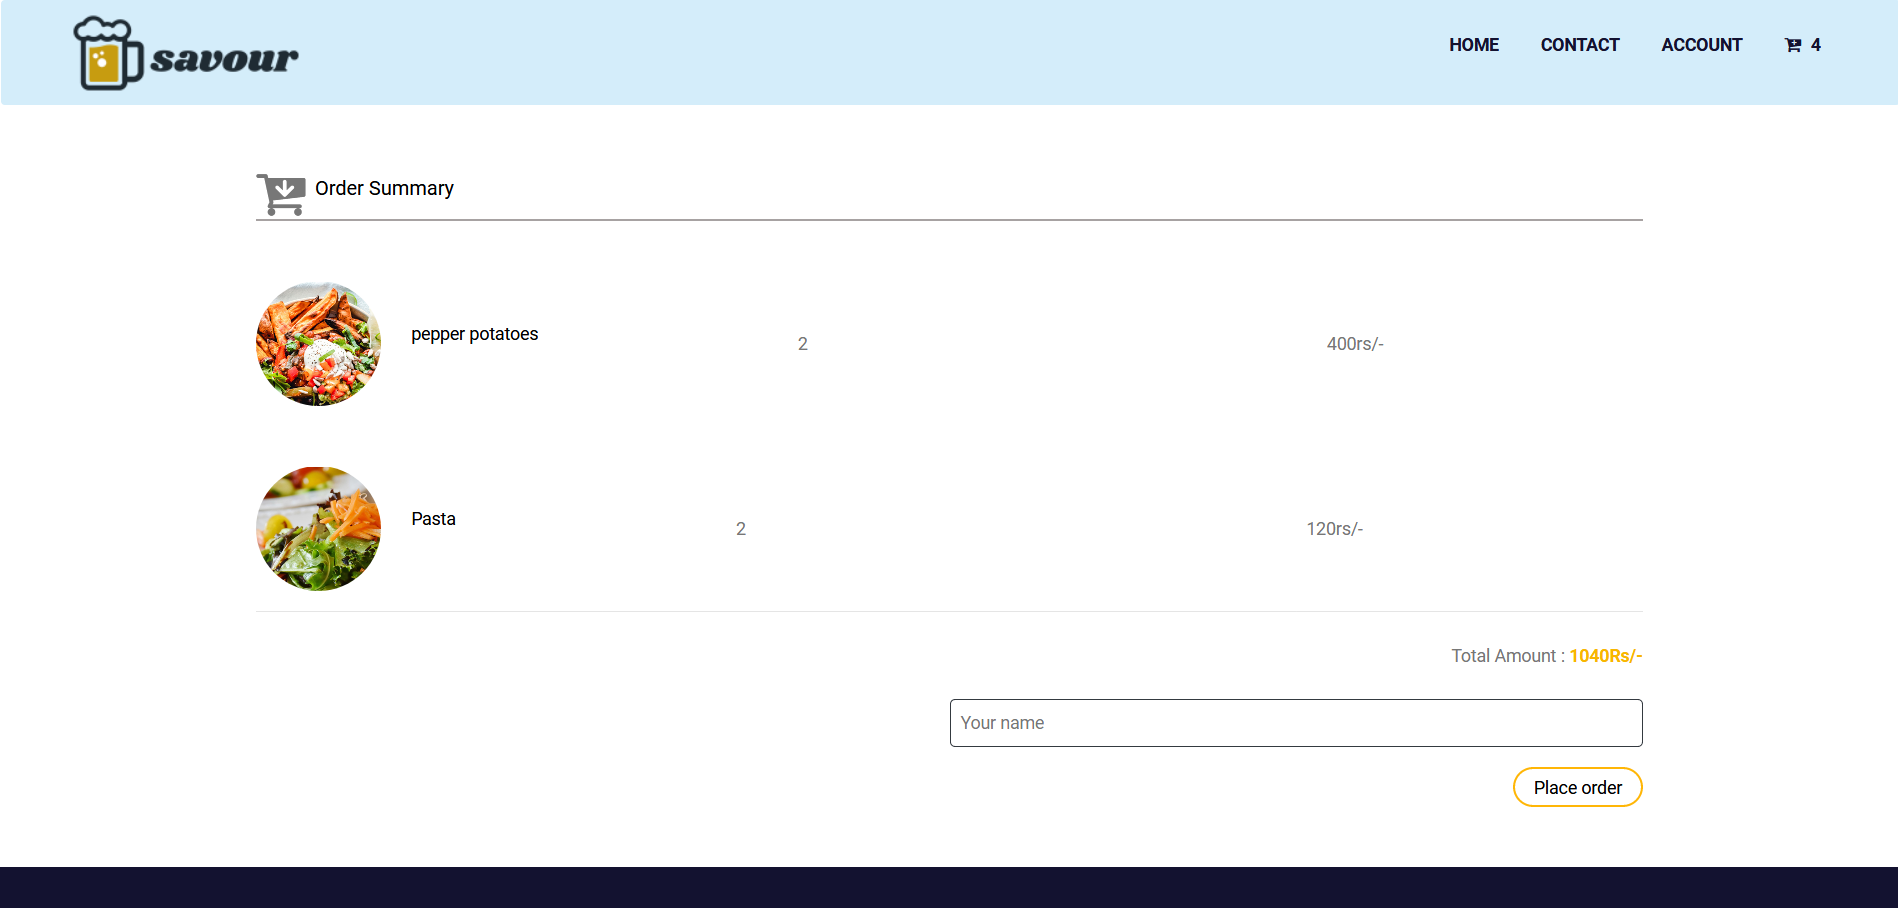 savour
HOME CONTACT ACCOUNT 4
Order Summary
pepper potatoes 2 400rs/-
Pasta 2 120rs/-
Total Amount : 1040Rs/-
Your name
Place order